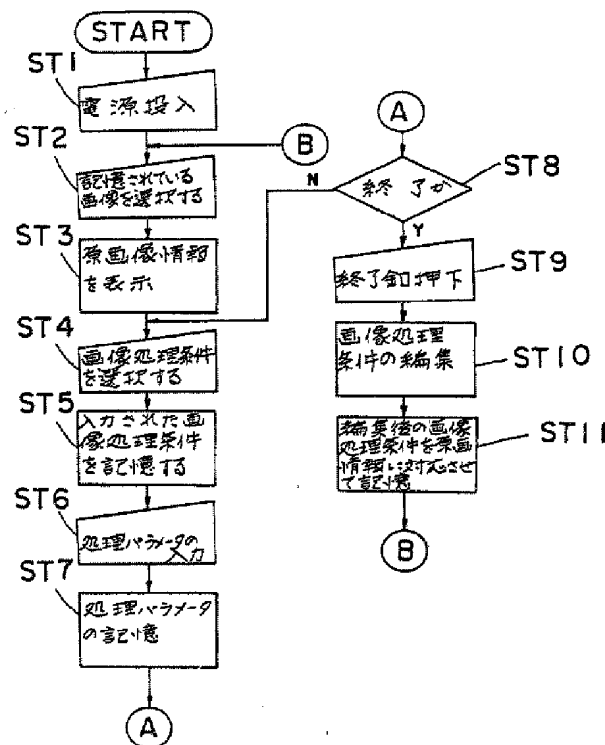 START
ST1
電源投入
B
ST2
記憶されている
画像を選択する
ST3
原画像情報
を表示
ST4
画像処理条件
を選択する
ST5
入力された画
像処理条件
を記憶する
ST6
処理パラメータの
入力
ST7
処理パラメータ
の記憶
A
A
ST8
終了か
N
Y
ST9
終了釦押下
ST10
画像処理
条件の編集
ST11
編集後の画像
処理条件を原画
情報に対応させ
て記憶
B